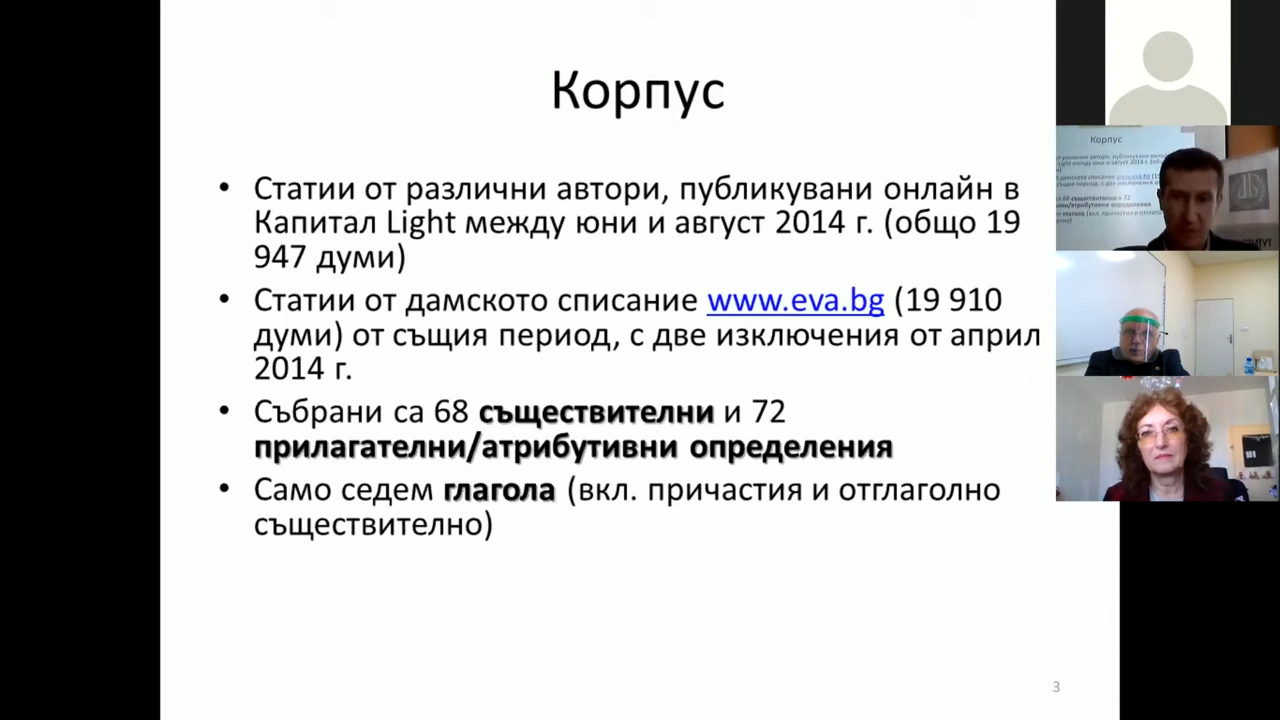 Корпус
• Статии от различни автори, публикувани онлайн в
Капитал Light между юни и август 2014 г. (общо 19
947 думи)
• Статии от дамското списание www.eva.bg (19 910
думи) от същия период, с две изключения от април
2014 г.
• Събрани са 68 съществителни и 72
прилагателни/атрибутивни определения
• Само седем глагола (вкл. причастия и отглаголно
съществително)
3
Корпус